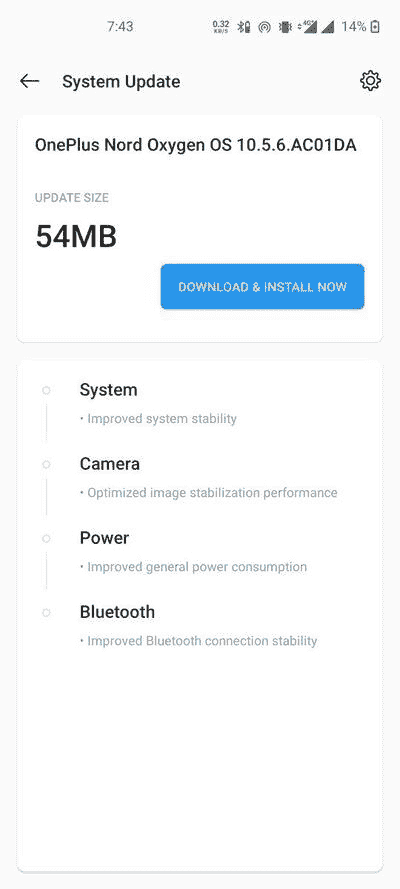 7:43
0.32
KB/S
4G
14%
System Update
OnePlus Nord Oxygen OS 10.5.6.AC01DA
UPDATE SIZE
54MB
DOWNLOAD & INSTALL NOW
System
• Improved system stability
Camera
• Optimized image stabilization performance
Power
• Improved general power consumption
Bluetooth
• Improved Bluetooth connection stability